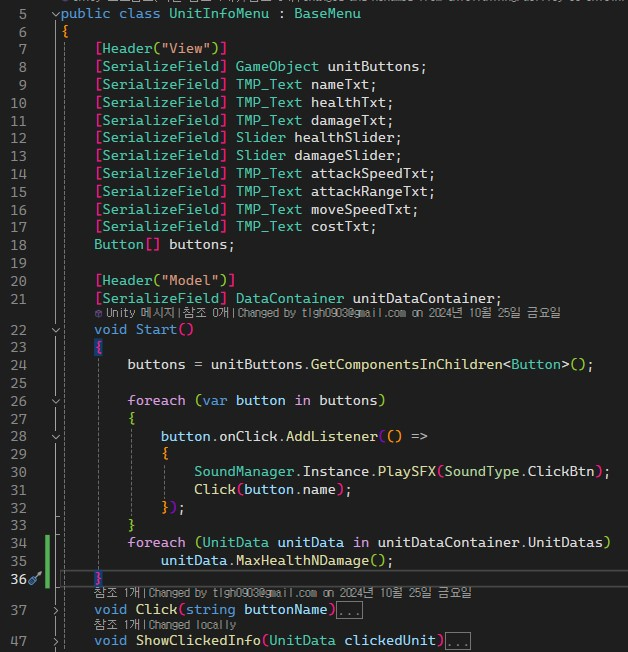 5 public class UnitInfoMenu : BaseMenu
6 {
7 [Header("View")]
8 [SerializeField] GameObject unitButtons;
9 [SerializeField] TMP_Text nameTxt;
10 [SerializeField] TMP_Text healthTxt;
11 [SerializeField] TMP_Text damageTxt;
12 [SerializeField] Slider healthSlider;
13 [SerializeField] Slider damageSlider;
14 [SerializeField] TMP_Text attackSpeedTxt;
15 [SerializeField] TMP_Text attackRangeTxt;
16 [SerializeField] TMP_Text moveSpeedTxt;
17 [SerializeField] TMP_Text costTxt;
18 Button[] buttons;
19
20 [Header("Model")]
21 [SerializeField] DataContainer unitDataContainer;
Unity 메시지|참조 0개|Changed by tlgh0903@gmail.com on 2024년 10월 25일 금요일
22 void Start()
23 {
24 buttons = unitButtons.GetComponentsInChildren<Button>();
25
26 foreach (var button in buttons)
27 {
28 button.onClick.AddListener(() =>
29 {
30 SoundManager.Instance.PlaySFX(SoundType.ClickBtn);
31 Click(button.name);
32 });
33 }
34 foreach (UnitData unitData in unitDataContainer.UnitDatas)
35 unitData.MaxHealthNDamage();
36 }
참조 1개|Changed by tlgh0903@gmail.com on 2024년 10월 25일 금요일
37 void Click(string buttonName)...
참조 1개|Changed locally
47 void ShowClickedInfo(UnitData clickedUnit)...